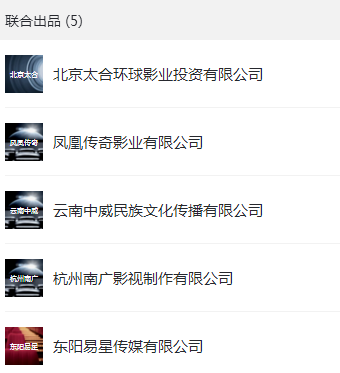 联合出品 (5)
北京太合
北京太合环球影业投资有限公司
凤凰传奇
凤凰传奇影业有限公司
云南中威
云南中威民族文化传播有限公司
杭州南广
杭州南广影视制作有限公司
东阳易星
东阳易星传媒有限公司